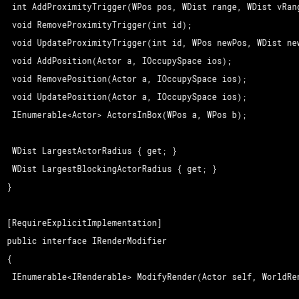 int AddProximityTrigger(WPos pos, WDist range, WDist vRang
void RemoveProximityTrigger(int id);
void UpdateProximityTrigger(int id, WPos newPos, WDist new
void AddPosition(Actor a, IOccupySpace ios);
void RemovePosition(Actor a, IOccupySpace ios);
void UpdatePosition(Actor a, IOccupySpace ios);
IEnumerable<Actor> ActorsInBox(WPos a, WPos b);
WDist LargestActorRadius { get; }
WDist LargestBlockingActorRadius { get; }
}
[RequireExplicitImplementation]
public interface IRenderModifier
{
IEnumerable<IRenderable> ModifyRender(Actor self, WorldRen